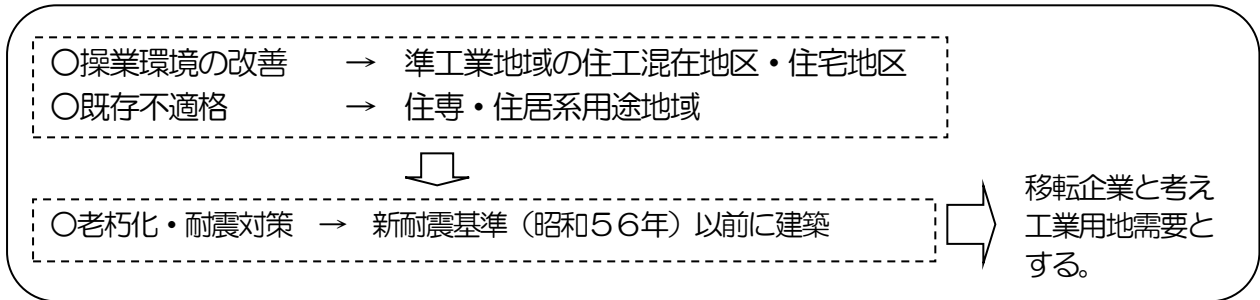 ○操業環境の改善　→　準工業地域の住工混在地区・住宅地区
○既存不適格　→　住専・住居系用途地域
○老朽化・耐震対策　→　新耐震基準（昭和５６年）以前に建築
移転企業と考え
工業用地需要と
する。